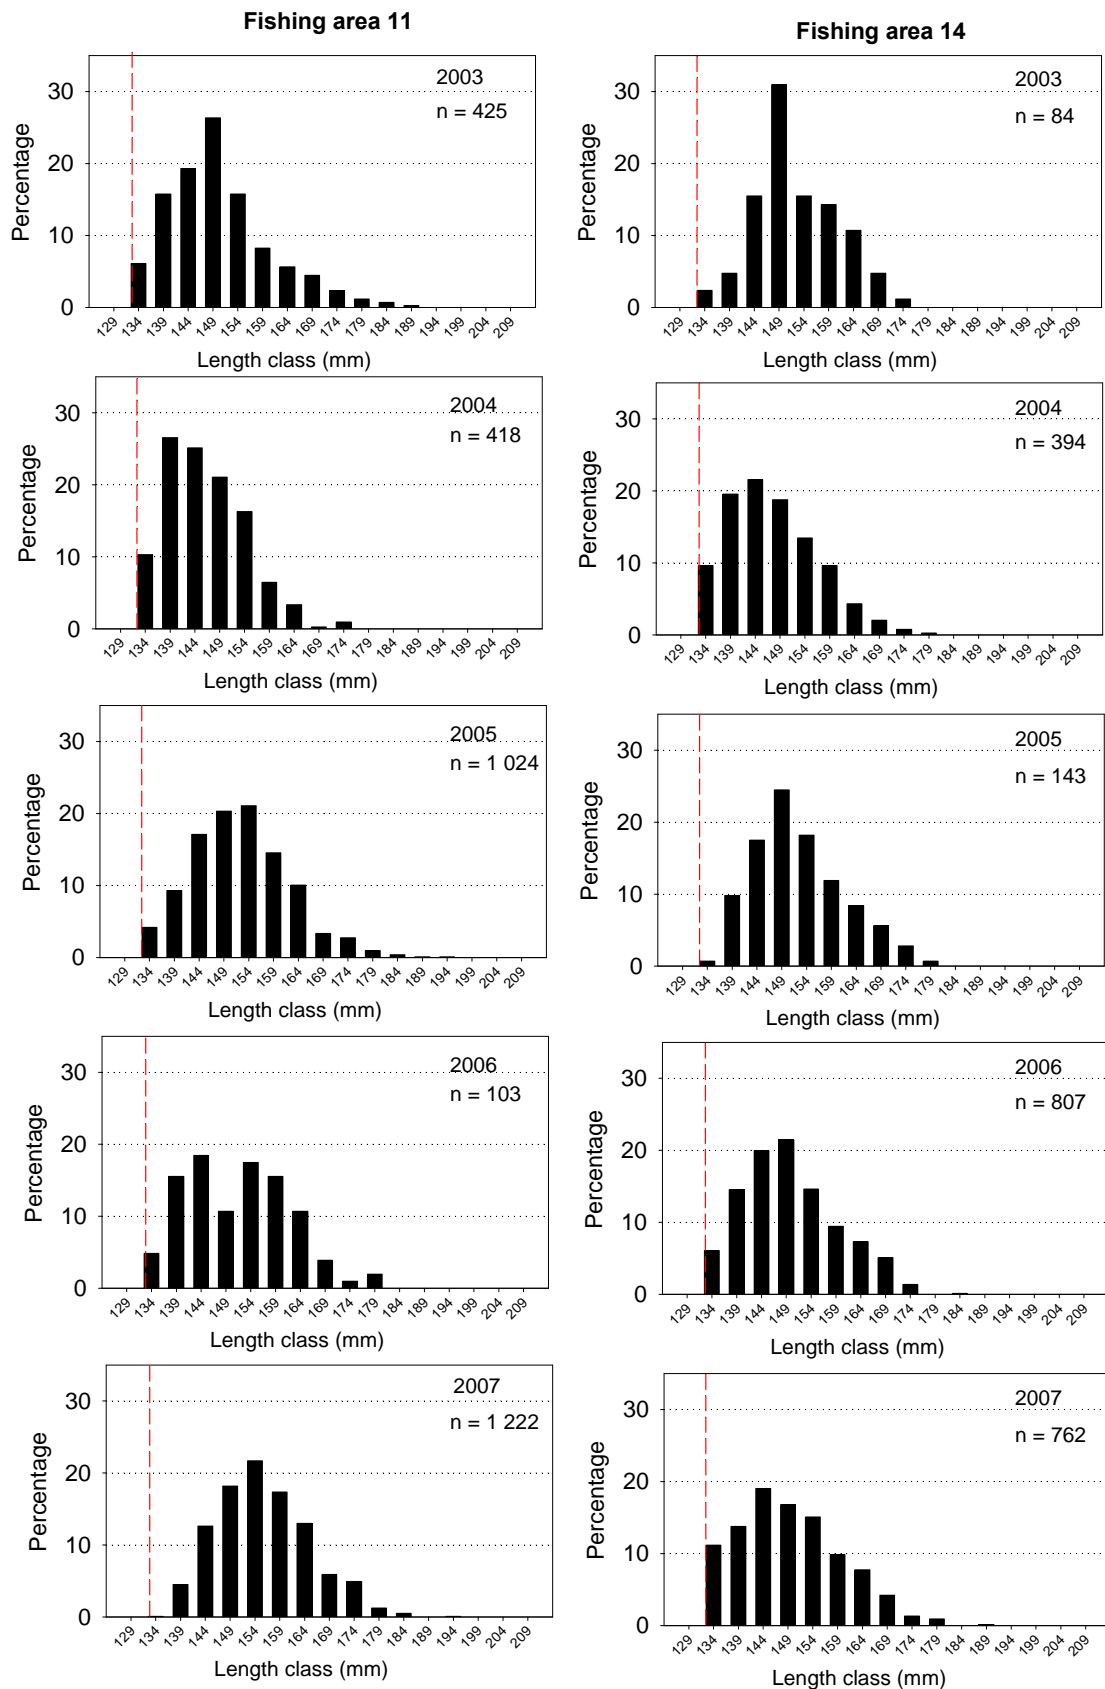 Fishing area 11
Fishing area 14
2003
n = 425
Percentage
30
20
10
0
129 134 139 144 149 154 159 164 169 174 179 184 189 194 199 204 209
Length class (mm)
2003
n = 84
Percentage
30
20
10
0
129 134 139 144 149 154 159 164 169 174 179 184 189 194 199 204 209
Length class (mm)
2004
n = 418
Percentage
30
20
10
0
129 134 139 144 149 154 159 164 169 174 179 184 189 194 199 204 209
Length class (mm)
2004
n = 394
Percentage
30
20
10
0
129 134 139 144 149 154 159 164 169 174 179 184 189 194 199 204 209
Length class (mm)
2005
n = 1 024
Percentage
30
20
10
0
129 134 139 144 149 154 159 164 169 174 179 184 189 194 199 204 209
Length class (mm)
2005
n = 143
Percentage
30
20
10
0
129 134 139 144 149 154 159 164 169 174 179 184 189 194 199 204 209
Length class (mm)
2006
n = 103
Percentage
30
20
10
0
129 134 139 144 149 154 159 164 169 174 179 184 189 194 199 204 209
Length class (mm)
2006
n = 807
Percentage
30
20
10
0
129 134 139 144 149 154 159 164 169 174 179 184 189 194 199 204 209
Length class (mm)
2007
n = 1 222
Percentage
30
20
10
0
129 134 139 144 149 154 159 164 169 174 179 184 189 194 199 204 209
Length class (mm)
2007
n = 762
Percentage
30
20
10
0
129 134 139 144 149 154 159 164 169 174 179 184 189 194 199 204 209
Length class (mm)